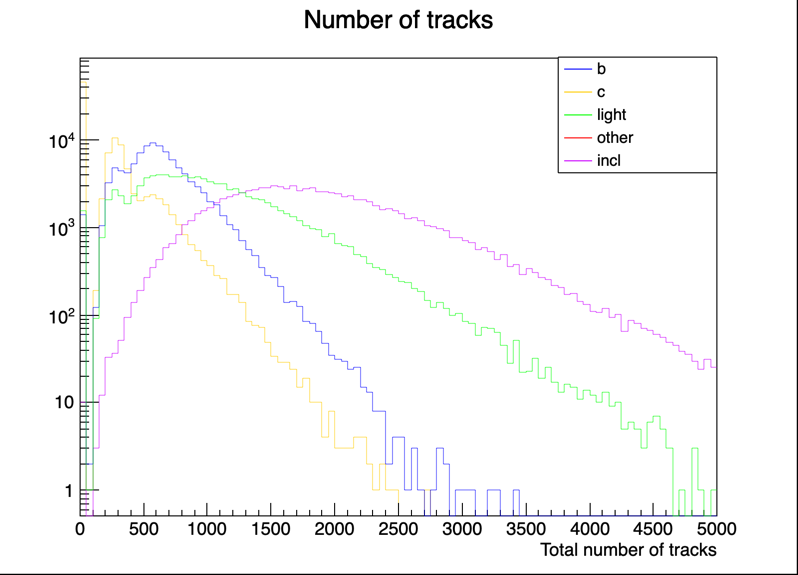 Number of tracks
b
c
light
other
incl
10⁴
10³
10²
10
1
0 500 1000 1500 2000 2500 3000 3500 4000 4500 5000
Total number of tracks